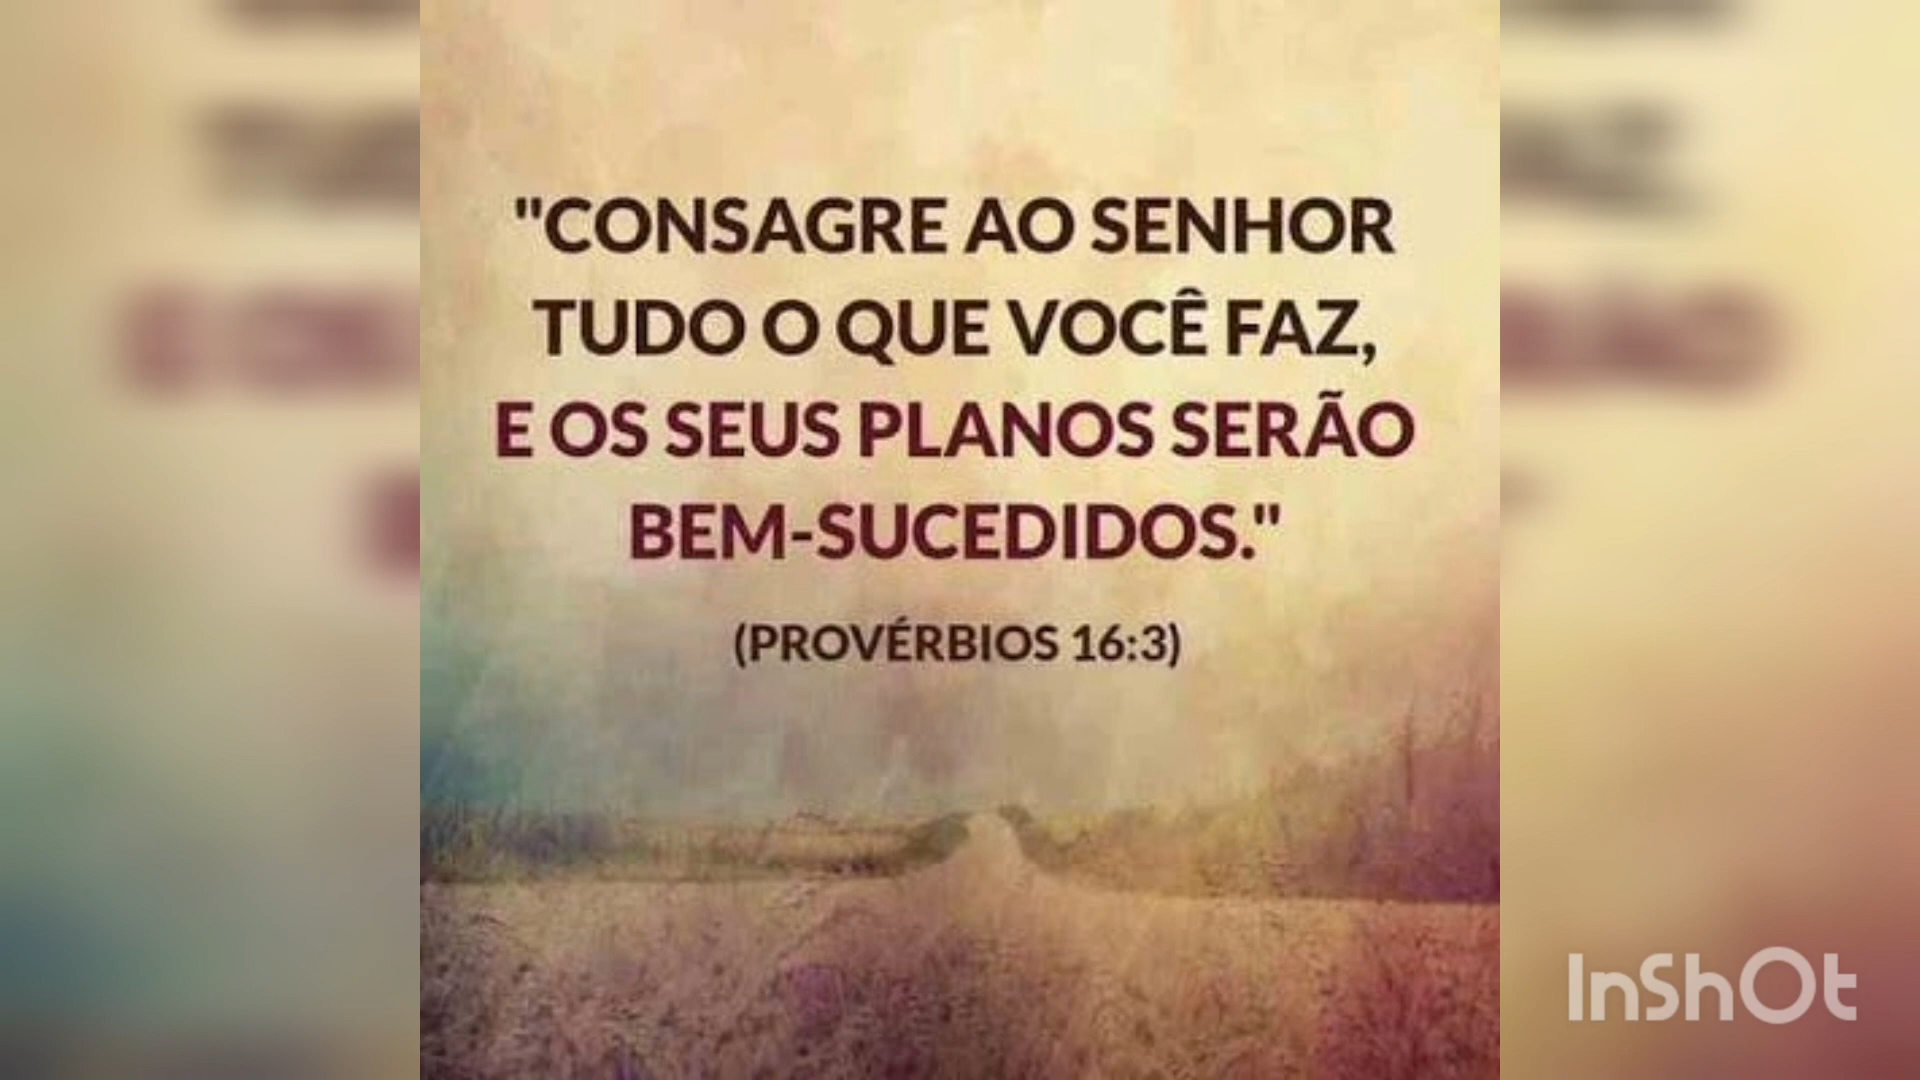 "CONSAGRE AO SENHOR
TUDO O QUE VOCÊ FAZ,
E OS SEUS PLANOS SERÃO
BEM-SUCEDIDOS."
(PROVÉRBIOS 16:3)
InShOt